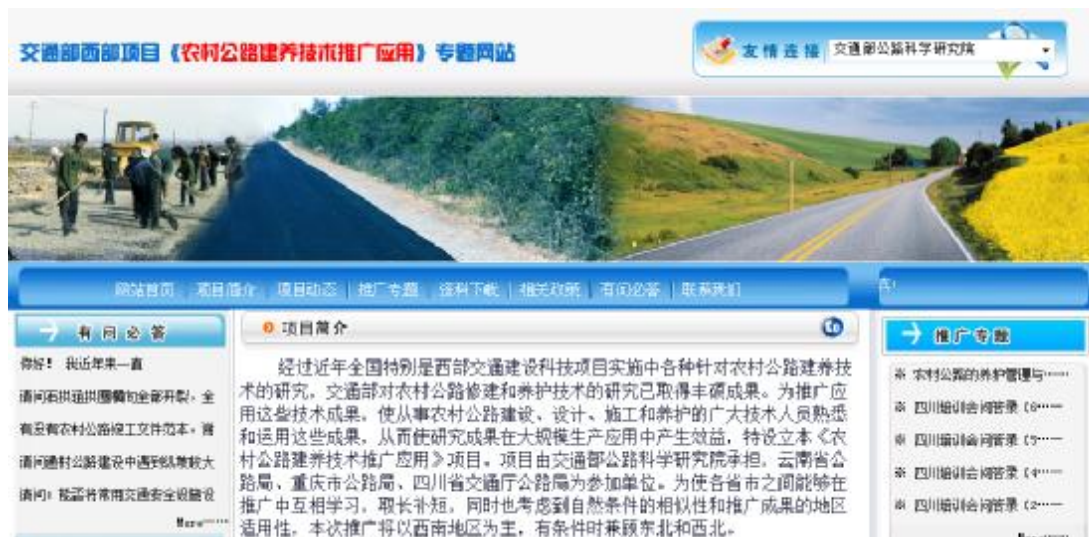 交通部西部项目《农村公路建养技术推广应用》专题网站
友情连接 交通部公路科学研究院
网站首页 项目简介 项目动态 推广专题 资料下载 相关政策 有问必答 联系我们
有问必答
你好! 我近年来一直
请问石拱涵拱圈横向全部开裂，全
有没有农村公路竣工文件范本。谢
请问通村公路建设中遇到纵坡较大
请问：能否将常用交通安全设施设
More……
项目简介
经过近年全国特别是西部交通建设科技项目实施中各种针对农村公路建养技
术的研究，交通部对农村公路修建和养护技术的研究已取得丰硕成果。为推广应
用这些技术成果，使从事农村公路建设、设计、施工和养护的广大技术人员熟悉
和运用这些成果，从而使研究成果在大规模生产应用中产生效益，特设立本《农
村公路建养技术推广应用》项目。项目由交通部公路科学研究院承担，云南省公
路局、重庆市公路局、四川省交通厅公路局为参加单位。为使各省市之间能够在
推广中互相学习，取长补短，同时也考虑到自然条件的相似性和推广成果的地区
适用性，本次推广将以西南地区为主，有条件时兼顾东北和西北。
推广专题
※ 农村公路的养护管理与……
※ 四川培训会问答录（6……
※ 四川培训会问答录（5……
※ 四川培训会问答录（4……
※ 四川培训会问答录（2……